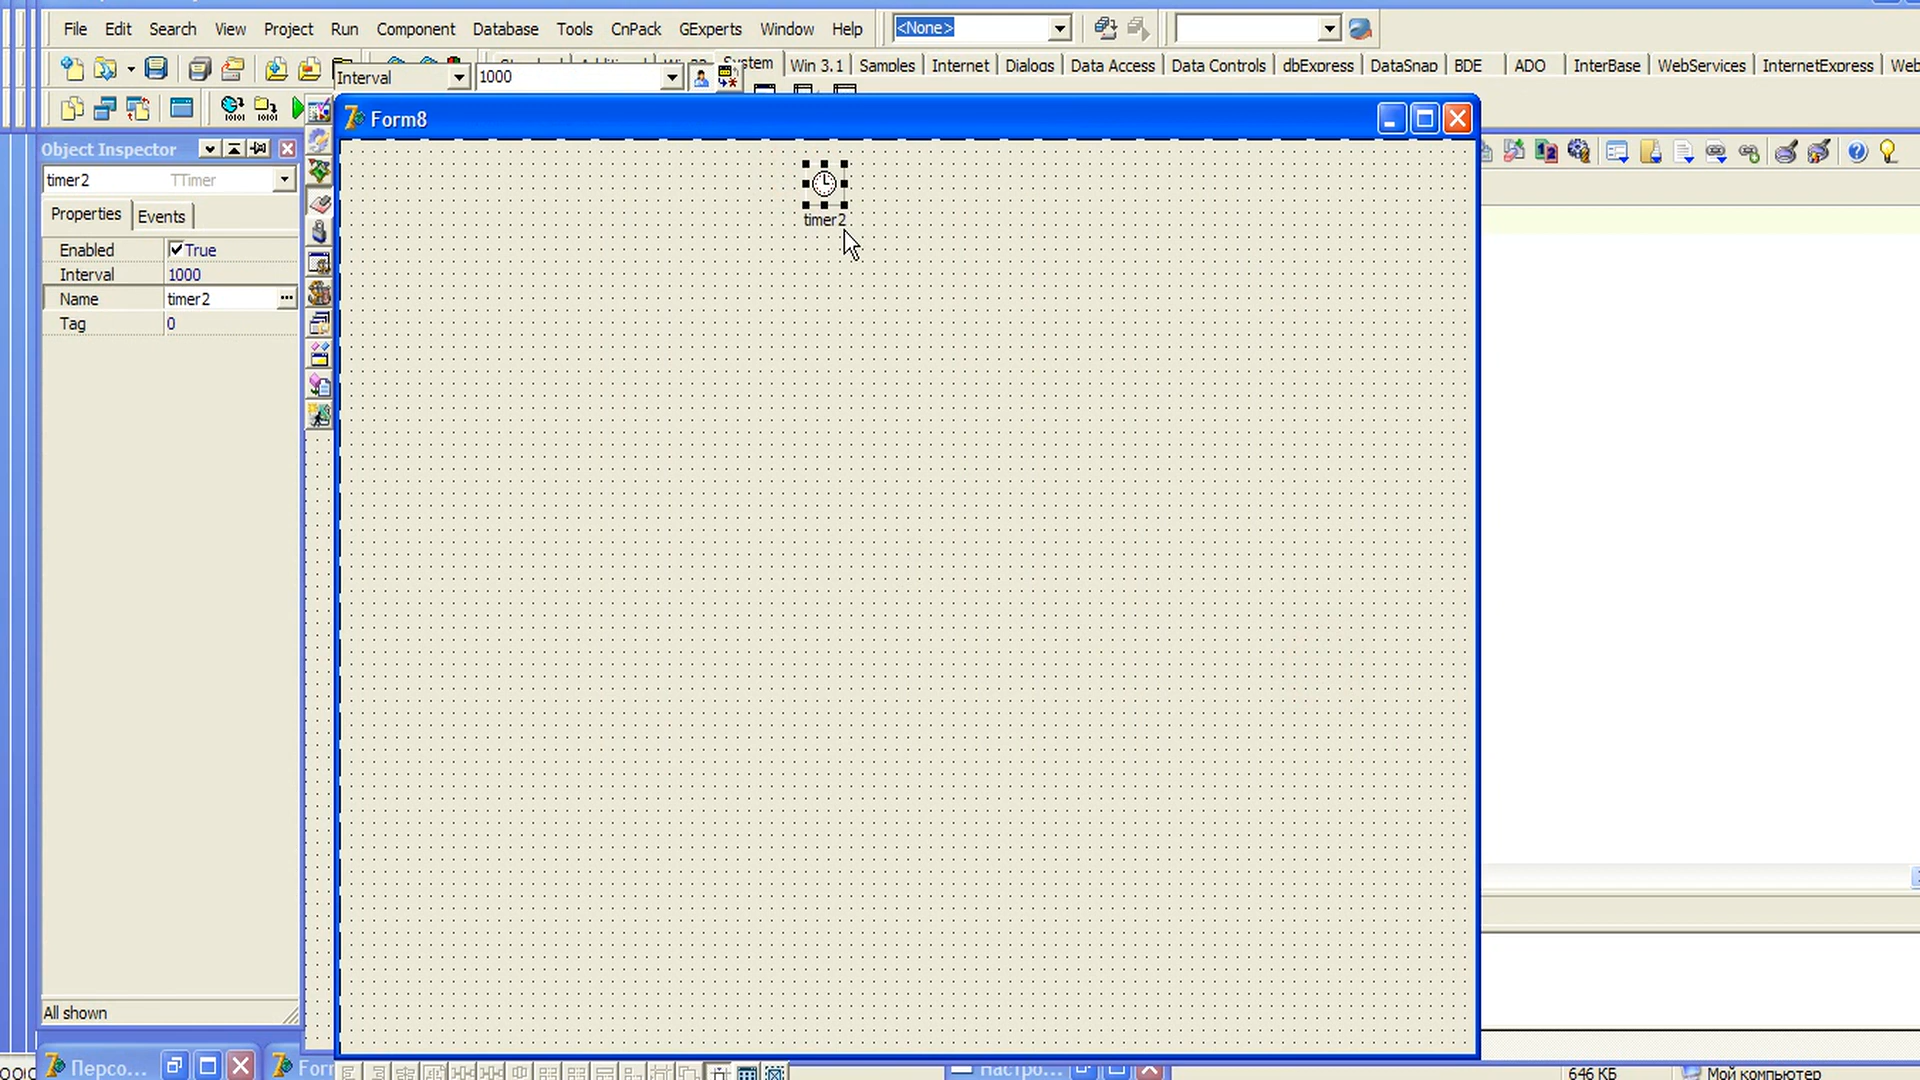 File Edit Search View Project Run Component Database Tools CnPack GExperts Window Help <None>
System Win 3.1 Samples Internet Dialogs Data Access Data Controls dbExpress DataSnap BDE ADO InterBase WebServices InternetExpress
Interval 1000
Form8
Object Inspector
timer2 TTimer
Properties Events
Enabled True
Interval 1000
Name timer2
Tag 0
timer2
All shown
Персо...
646 КБ Мой компьютер